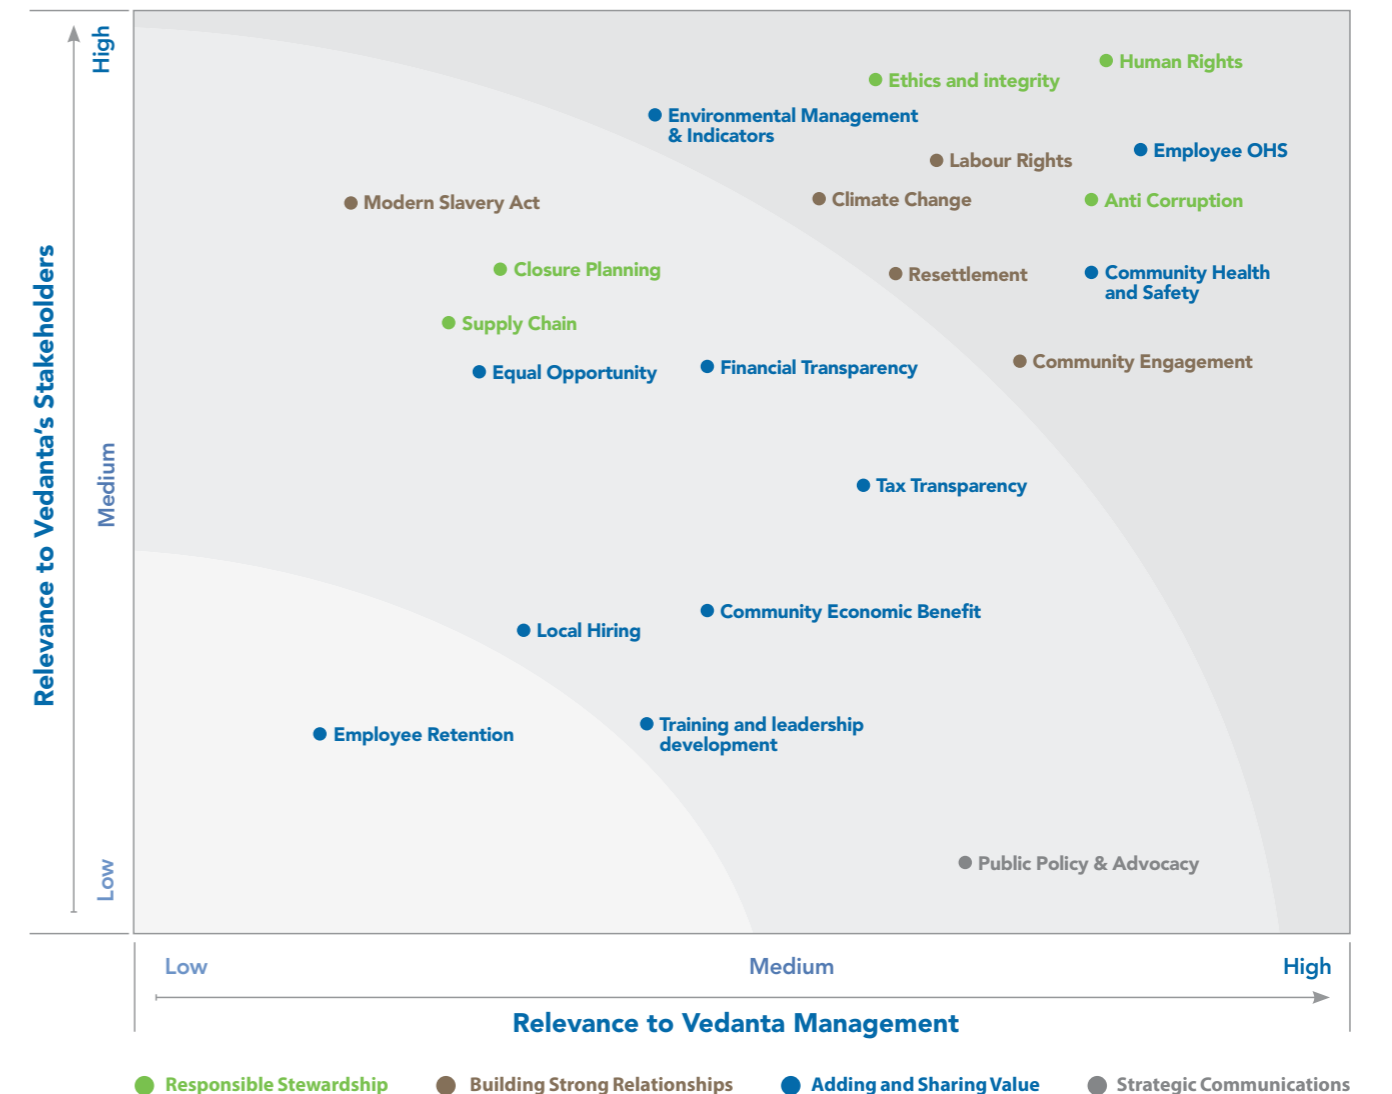 High
Medium
Low
Relevance to Vedanta's Stakeholders
Human Rights
Ethics and integrity
Environmental Management
& Indicators
Employee OHS
Labour Rights
Climate Change
Anti Corruption
Modern Slavery Act
Closure Planning
Resettlement
Community Health
and Safety
Supply Chain
Equal Opportunity
Financial Transparency
Community Engagement
Tax Transparency
Community Economic Benefit
Local Hiring
Employee Retention
Training and leadership
development
Public Policy & Advocacy
Low
Medium
High
Relevance to Vedanta Management
Responsible Stewardship
Building Strong Relationships
Adding and Sharing Value
Strategic Communications